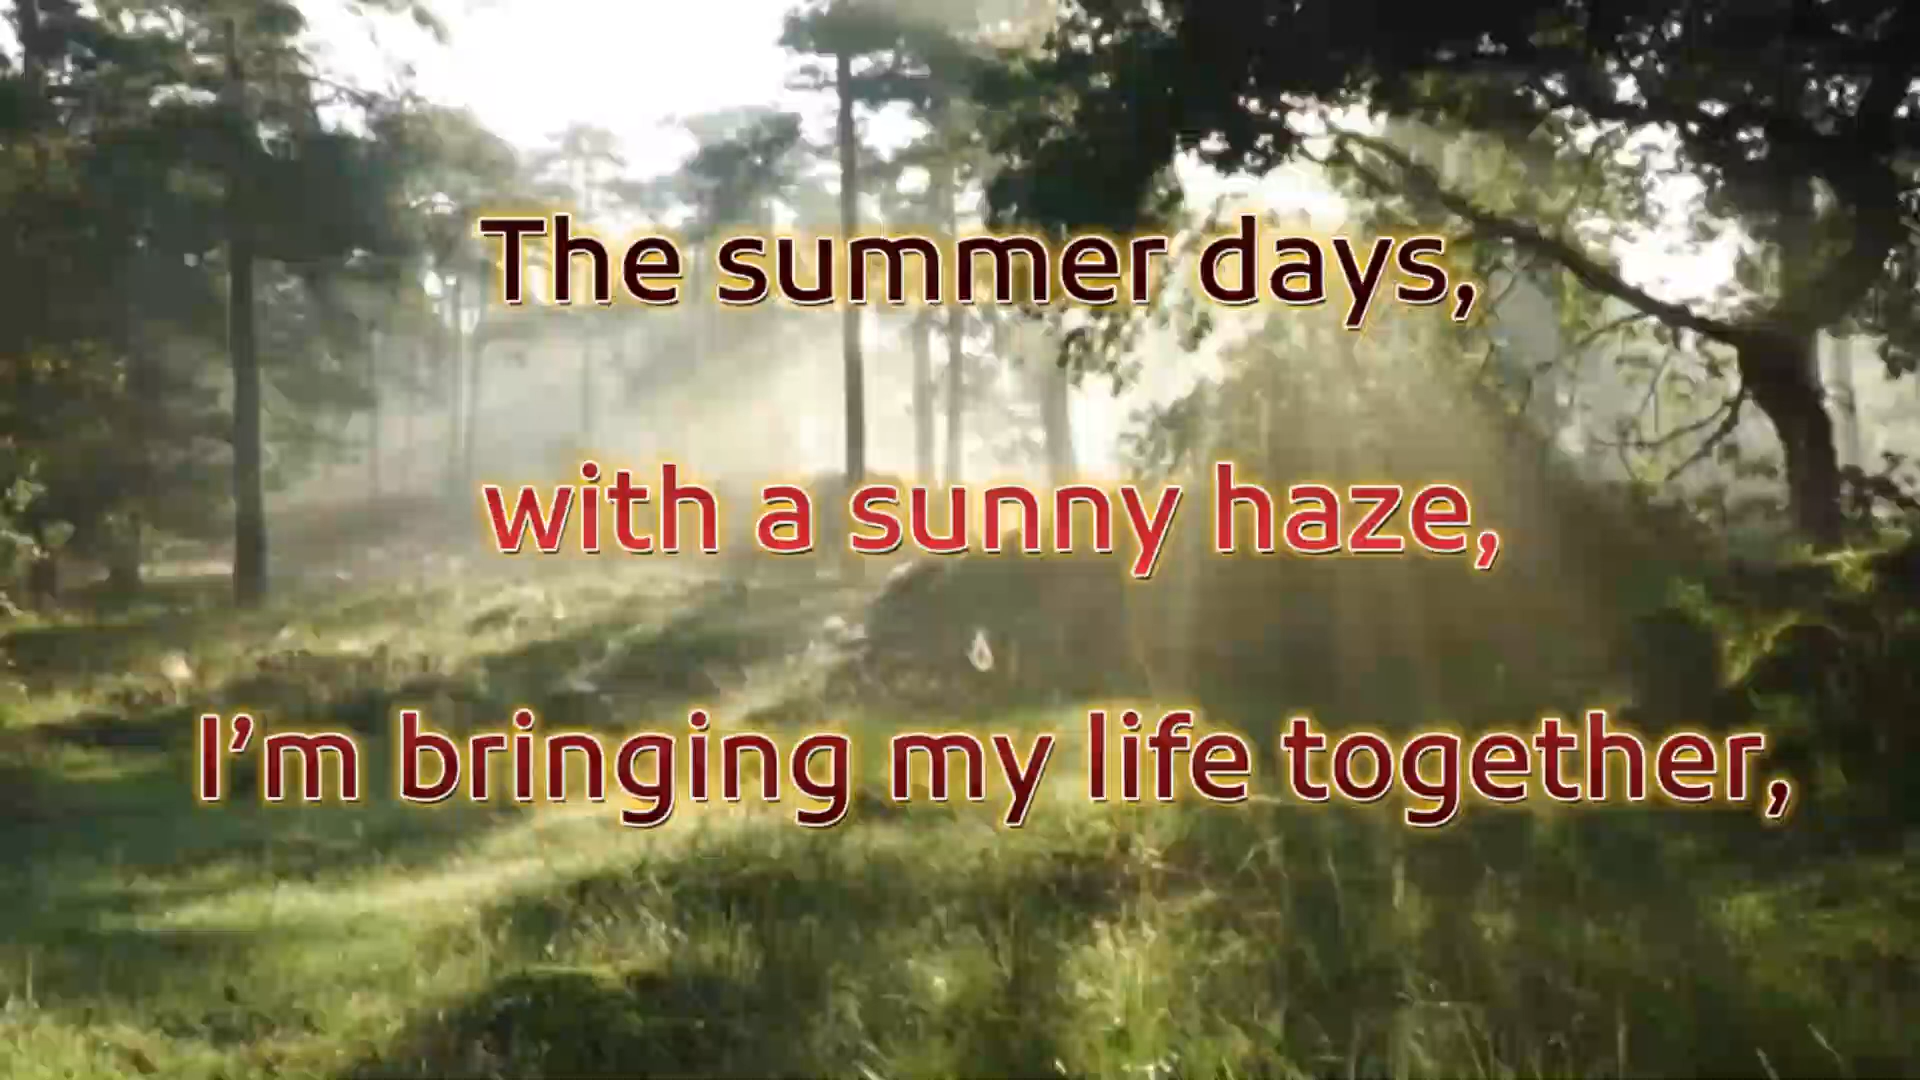 The summer days,
with a sunny haze,
I’m bringing my life together,